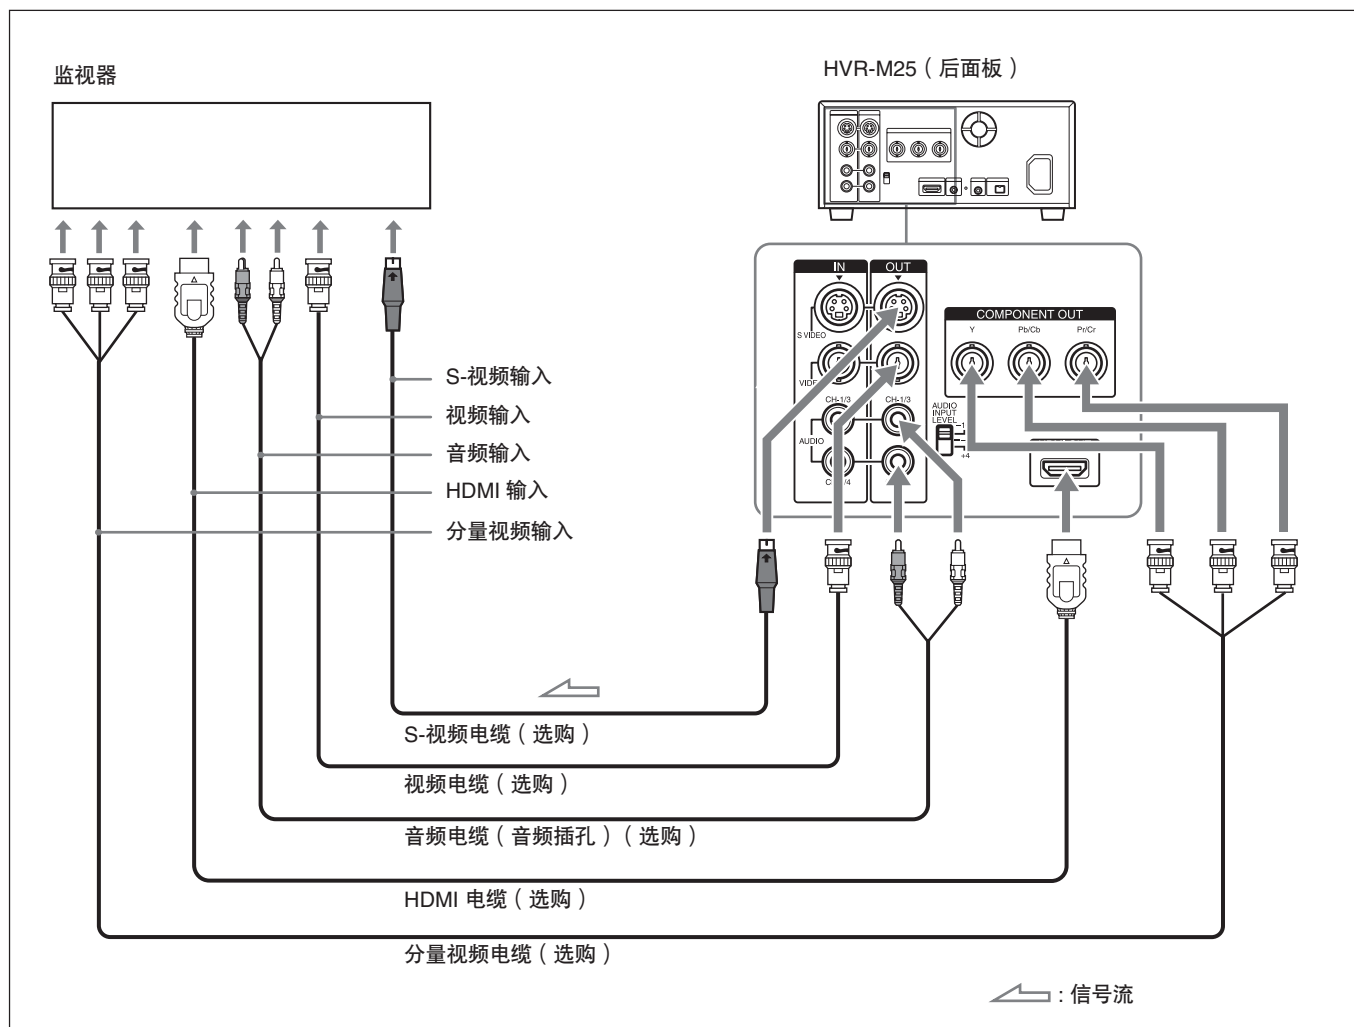 监视器
HVR-M25（后面板）
IN
OUT
S VIDEO
COMPONENT OUT
Y
Pb/Cb
Pr/Cr
CH-1/3
CH-1/3
AUDIO
AUDIO
INPUT
LEVEL
+4
S-视频输入
视频输入
音频输入
HDMI 输入
分量视频输入
S-视频电缆（选购）
视频电缆（选购）
音频电缆（音频插孔）（选购）
HDMI 电缆（选购）
分量视频电缆（选购）
: 信号流